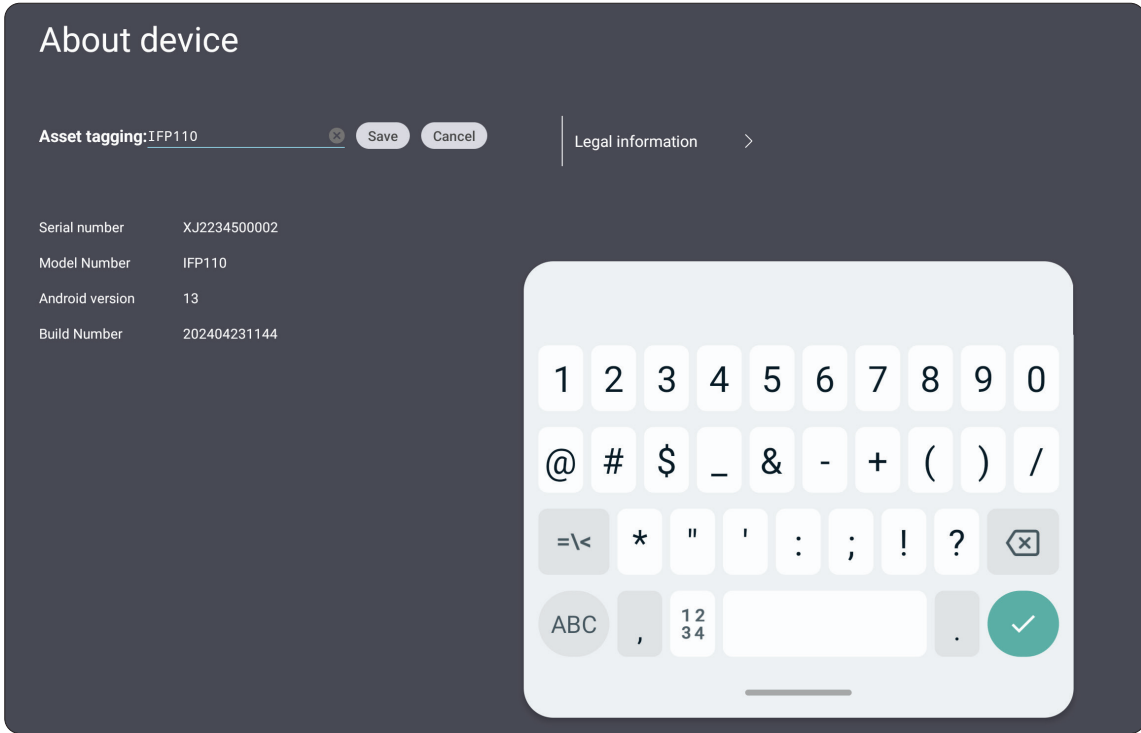 About device
Asset tagging:IFP110 Save Cancel
Legal information
Serial number XJ2234500002
Model Number IFP110
Android version 13
Build Number 202404231144
1 2 3 4 5 6 7 8 9 0
@ # $ _ & - + ( ) /
=\< * " ' : ; ! ?
ABC , 12 34 .